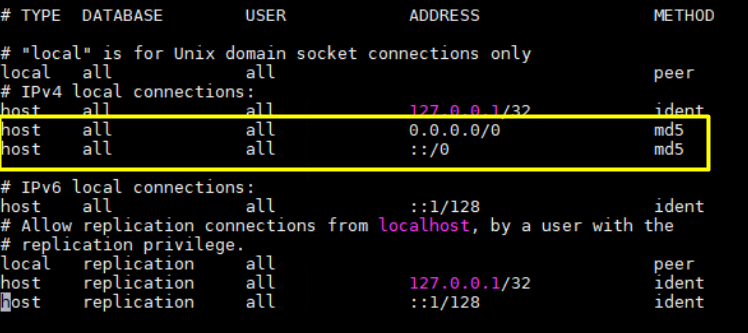 # TYPE  DATABASE        USER            ADDRESS                 METHOD
# "local" is for Unix domain socket connections only
local   all             all                                     peer
# IPv4 local connections:
host    all             all             127.0.0.1/32            ident
host    all             all             0.0.0.0/0               md5
host    all             all             ::/0                    md5
# IPv6 local connections:
host    all             all             ::1/128                 ident
# Allow replication connections from localhost, by a user with the
# replication privilege.
local   replication     all                                     peer
host    replication     all             127.0.0.1/32            ident
host    replication     all             ::1/128                 ident